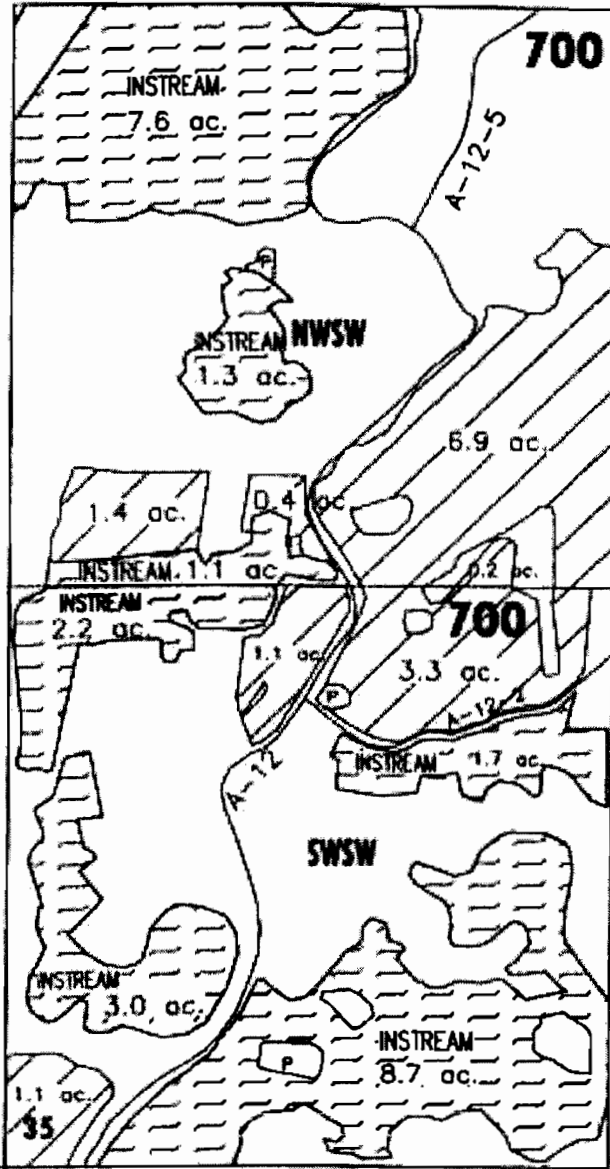 700
INSTREAM
7.6 ac.
A-12-5
P
INSTREAM
NWSW
1.3 ac.
6.9 ac.
1.4 ac.
0.4 ac
INSTREAM 1.1 ac
0.2 ac.
INSTREAM
2.2 ac.
700
1.1 ac
3.3 ac.
P
A-12
INSTREAM
1.7 ac
A-12
SWSW
INSTREAM
3.0 ac.
INSTREAM
8.7 ac.
P
1.1 ac.
35